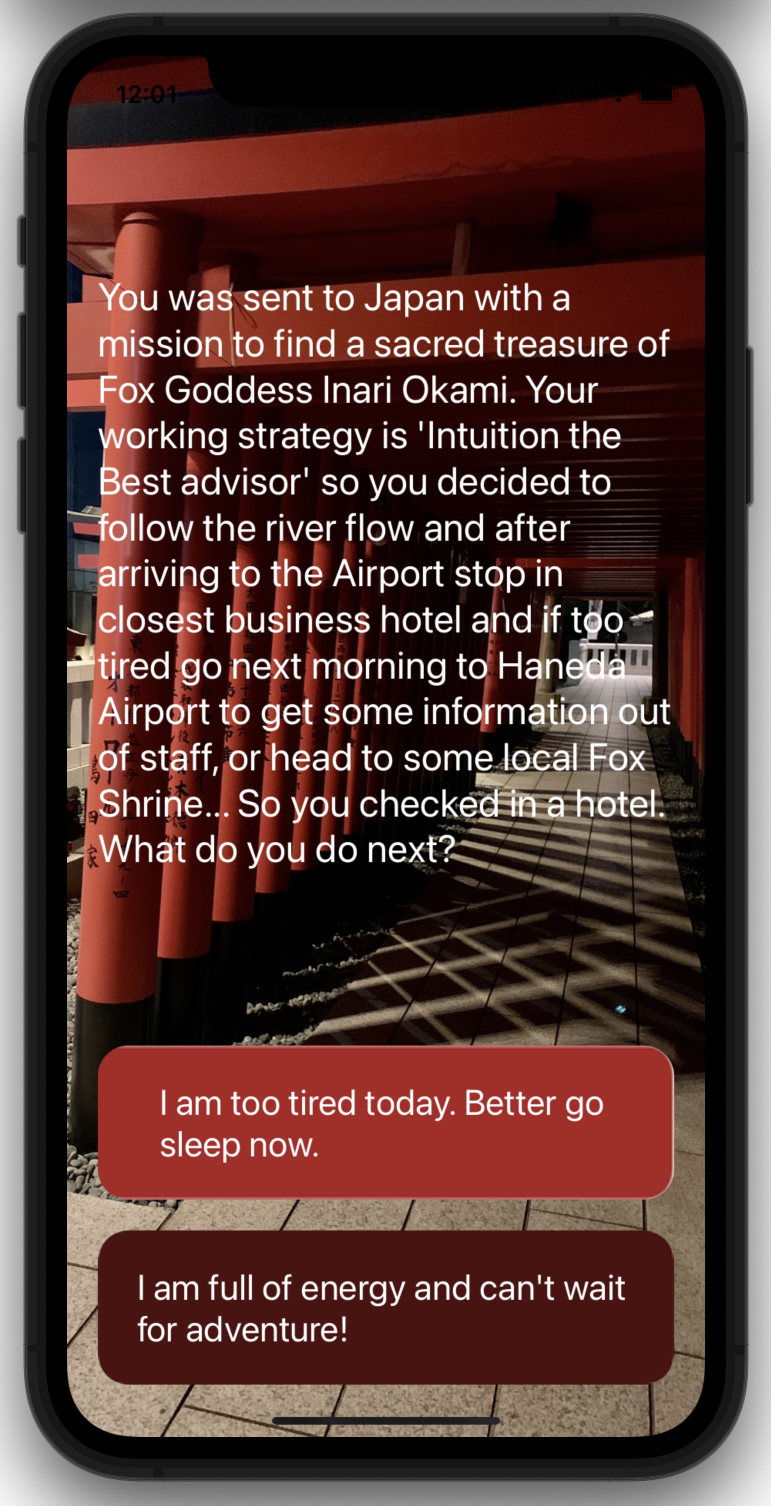 12:01
You was sent to Japan with a
mission to find a sacred treasure of
Fox Goddess Inari Okami. Your
working strategy is 'Intuition the
Best advisor' so you decided to
follow the river flow and after
arriving to the Airport stop in
closest business hotel and if too
tired go next morning to Haneda
Airport to get some information out
of staff, or head to some local Fox
Shrine... So you checked in a hotel.
What do you do next?
I am too tired today. Better go
sleep now.
I am full of energy and can't wait
for adventure!